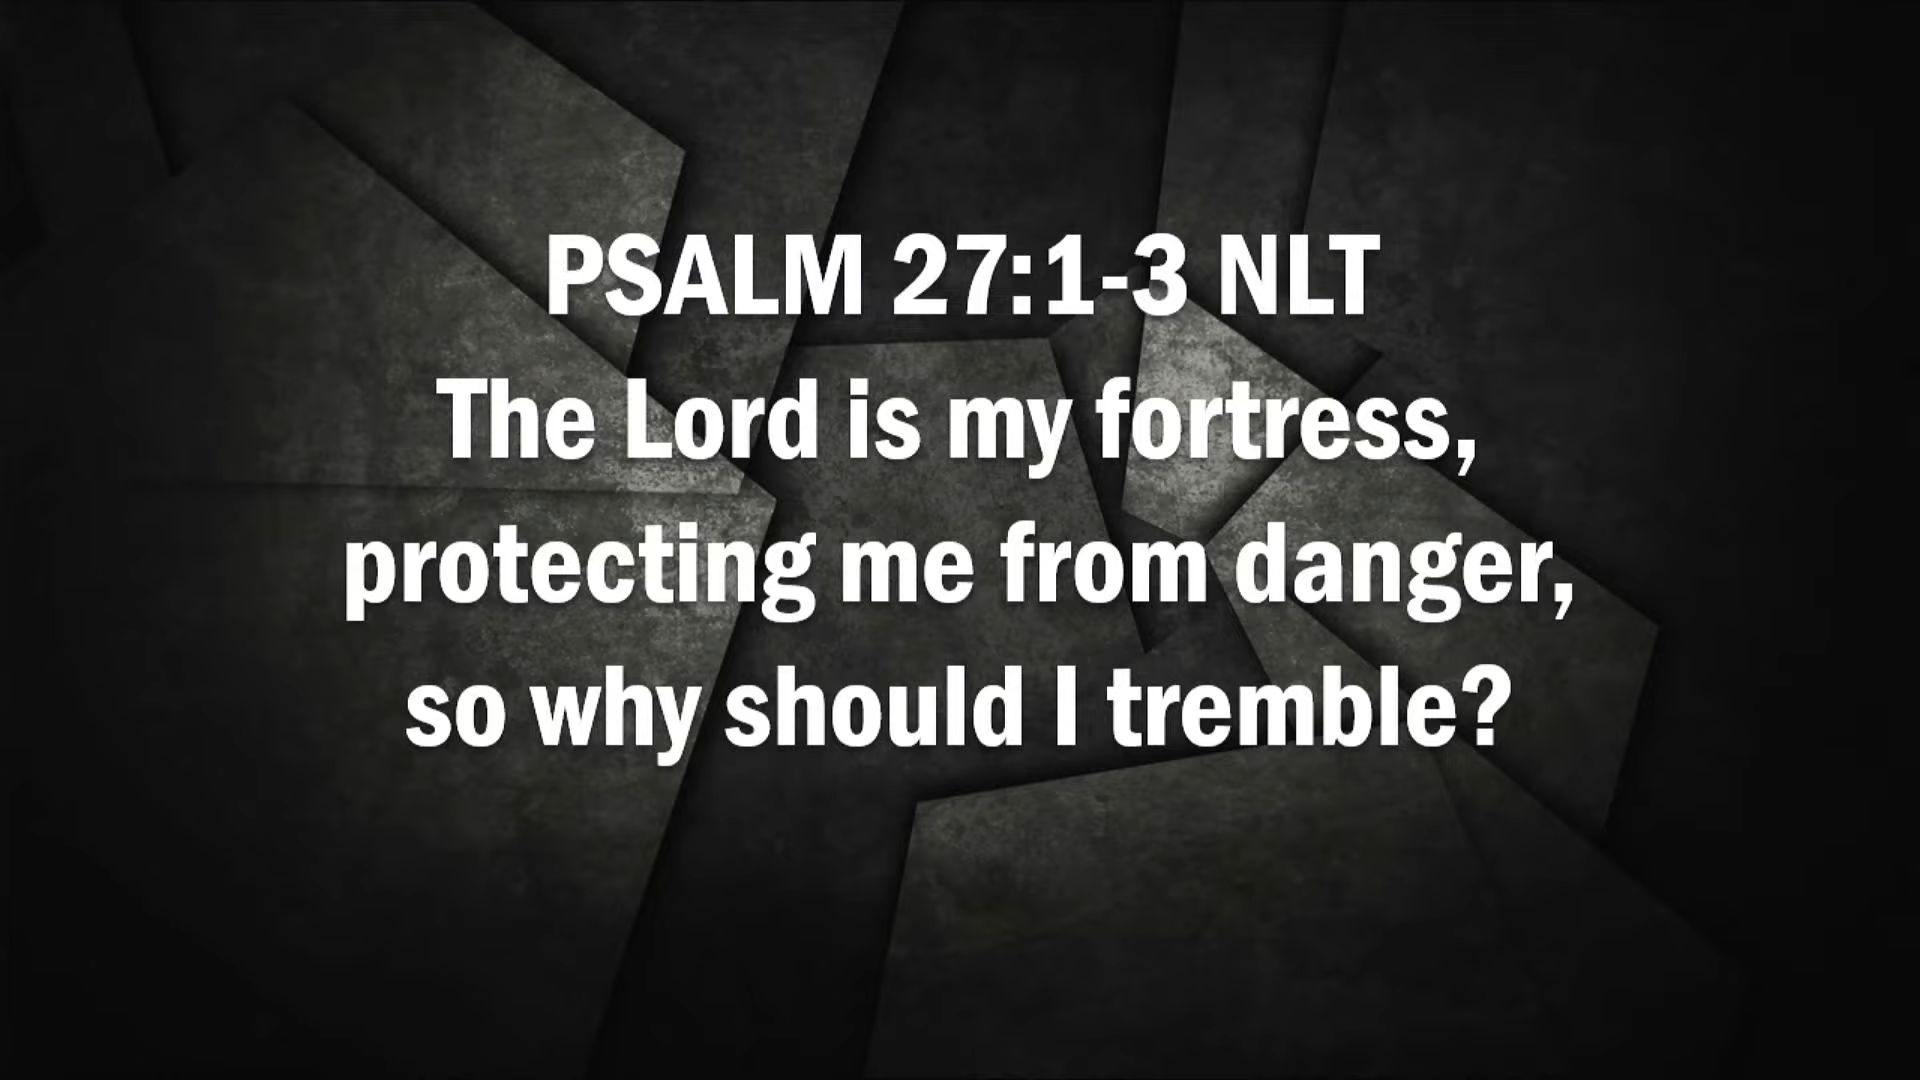 PSALM 27:1-3 NLT
The Lord is my fortress,
protecting me from danger,
so why should I tremble?